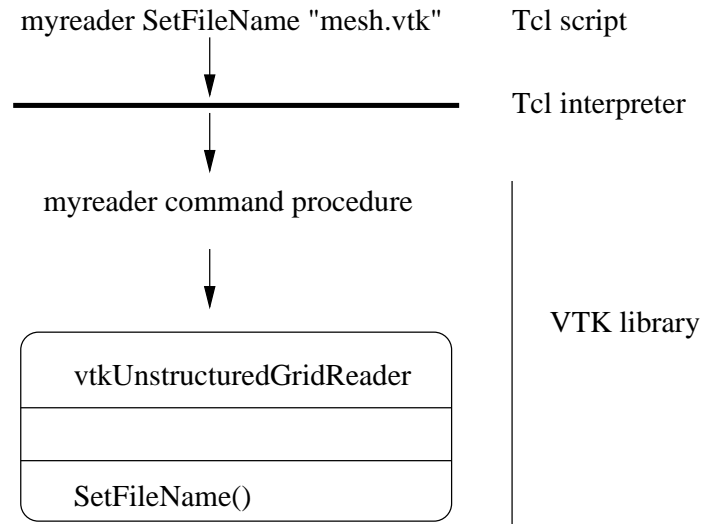 myreader SetFileName "mesh.vtk"
Tcl script
Tcl interpreter
myreader command procedure
VTK library
vtkUnstructuredGridReader
SetFileName()